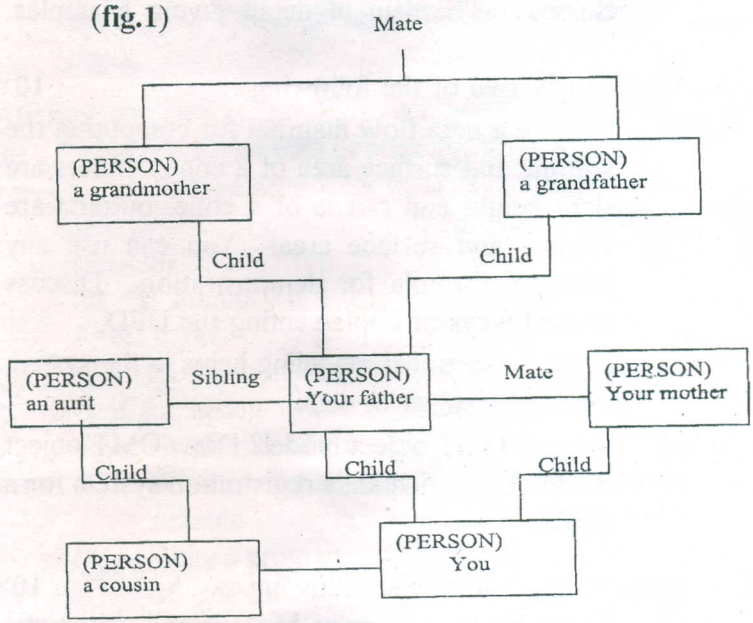 (fig.1)
Mate
(PERSON)
a grandmother
(PERSON)
a grandfather
Child
Child
(PERSON)
an aunt
Sibling
(PERSON)
Your father
Mate
(PERSON)
Your mother
Child
Child
Child
(PERSON)
a cousin
(PERSON)
You